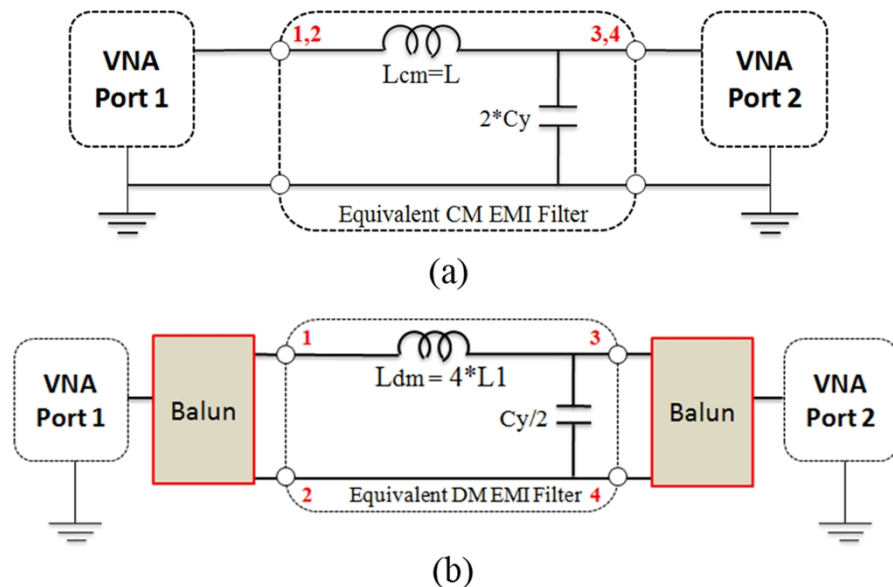 VNA
Port 1
1,2
Lcm=L
3,4
2*Cy
VNA
Port 2
Equivalent CM EMI Filter
(a)
VNA
Port 1
Balun
1
Ldm= 4*L1
3
Cy/2
2
Equivalent DM EMI Filter
4
Balun
VNA
Port 2
(b)